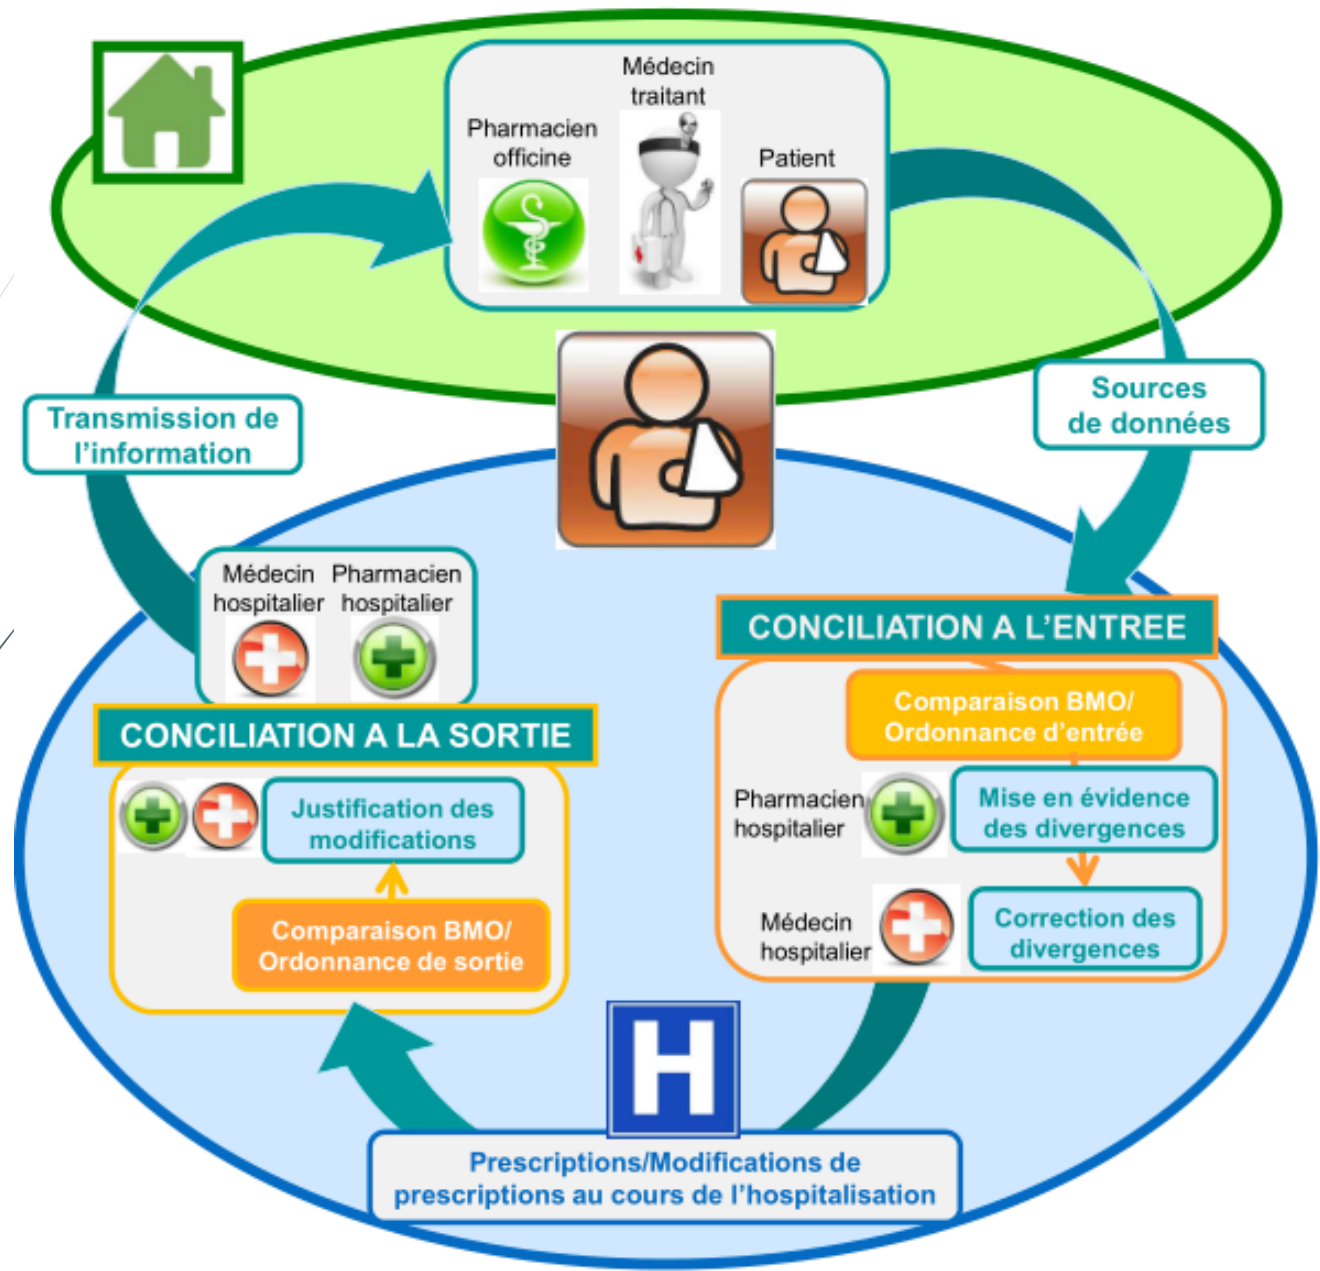 Médecin
traitant
Pharmacien
officine
Patient
Sources
de données
Transmission de
l'information
Médecin
hospitalier
Pharmacien
hospitalier
CONCILIATION A L'ENTREE
Comparaison BMO/
Ordonnance d'entrée
Pharmacien
hospitalier
Mise en évidence
des divergences
Médecin
hospitalier
Correction des
divergences
CONCILIATION A LA SORTIE
Justification des
modifications
Comparaison BMO/
Ordonnance de sortie
H
Prescriptions/Modifications de
prescriptions au cours de l'hospitalisation